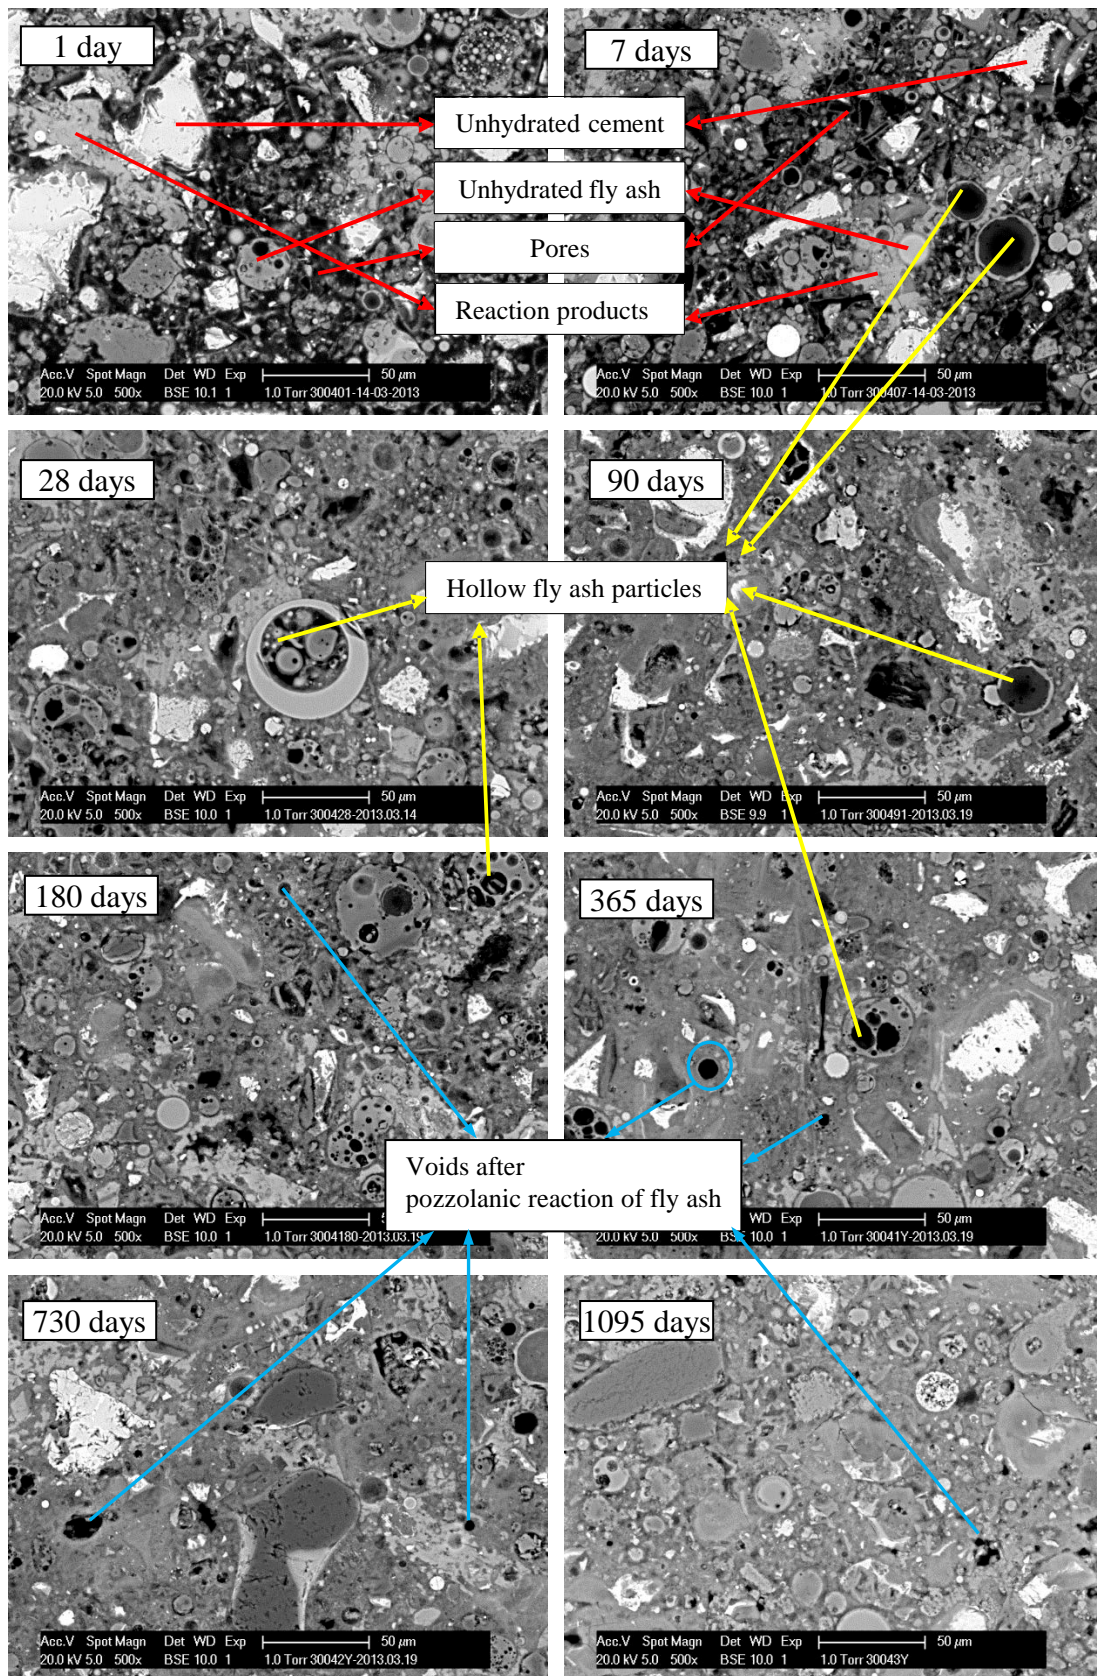 1 day
7 days
Unhydrated cement
Unhydrated fly ash
Pores
Reaction products
Acc.V Spot Magn Det WD Exp 50 µm
20.0 kV 5.0 500x BSE 10.1 1 1.0 Torr 300401-14-03-2013
Acc.V Spot Magn Det WD Exp 50 µm
20.0 kV 5.0 500x BSE 10.0 1 1.0 Torr 300407-14-03-2013
28 days
90 days
Hollow fly ash particles
Acc.V Spot Magn Det WD Exp 50 µm
20.0 kV 5.0 500x BSE 10.0 1 1.0 Torr 300428-2013.03.14
Acc.V Spot Magn Det WD Exp 50 µm
20.0 kV 5.0 500x BSE 9.9 1 1.0 Torr 300491-2013.03.19
180 days
365 days
Voids after
pozzolanic reaction of fly ash
Acc.V Spot Magn Det WD Exp
20.0 kV 5.0 500x BSE 10.0 1 1.0 Torr 3004180-2013.03.19
WD Exp 50 µm
20.0 kV 5.0 500x BSE 10.0 1 1.0 Torr 30041Y-2013.03.19
730 days
1095 days
Acc.V Spot Magn Det WD Exp 50 µm
20.0 kV 5.0 500x BSE 10.0 1 1.0 Torr 30042Y-2013.03.19
Acc.V Spot Magn Det WD Exp 50 µm
20.0 kV 5.0 500x BSE 10.0 1 1.0 Torr 30043Y